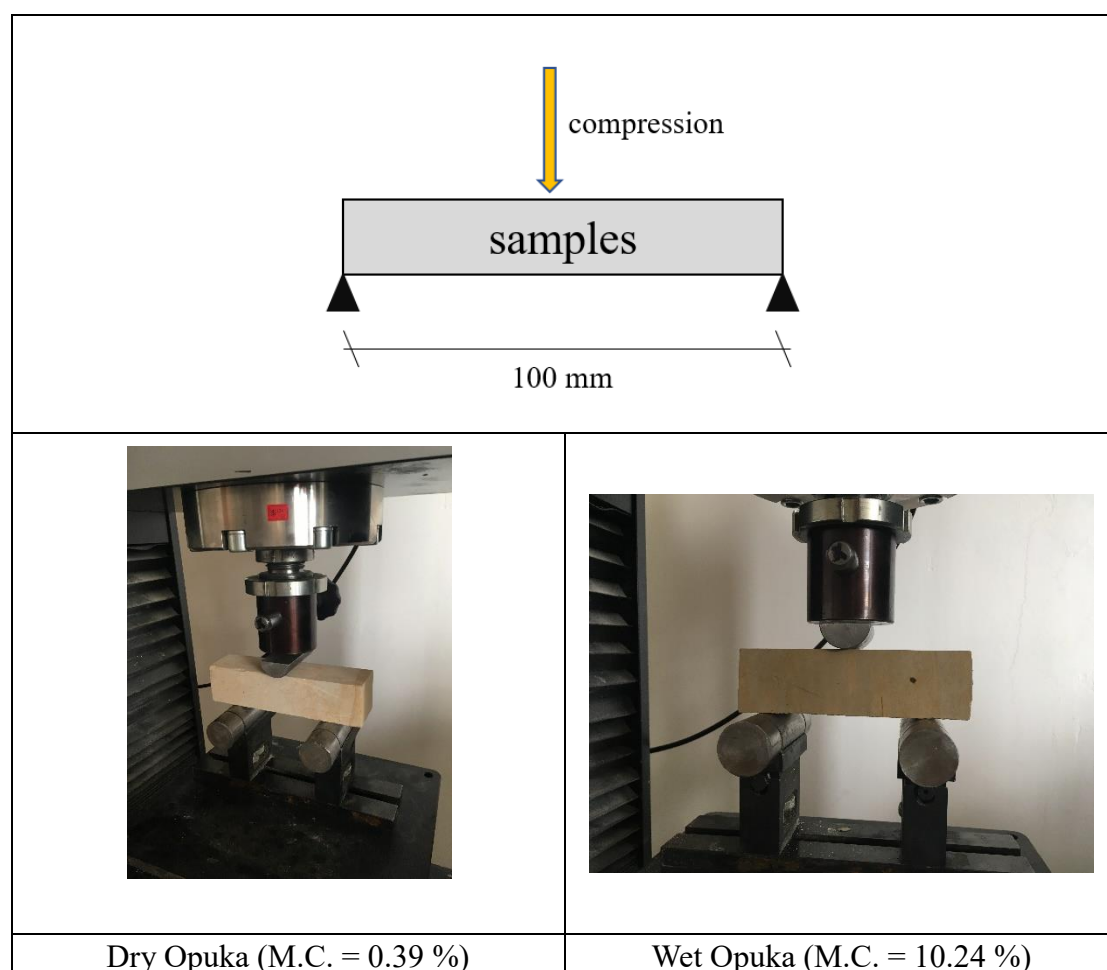 compression
samples
100 mm
Dry Opuka (M.C. = 0.39 %)
Wet Opuka (M.C. = 10.24 %)